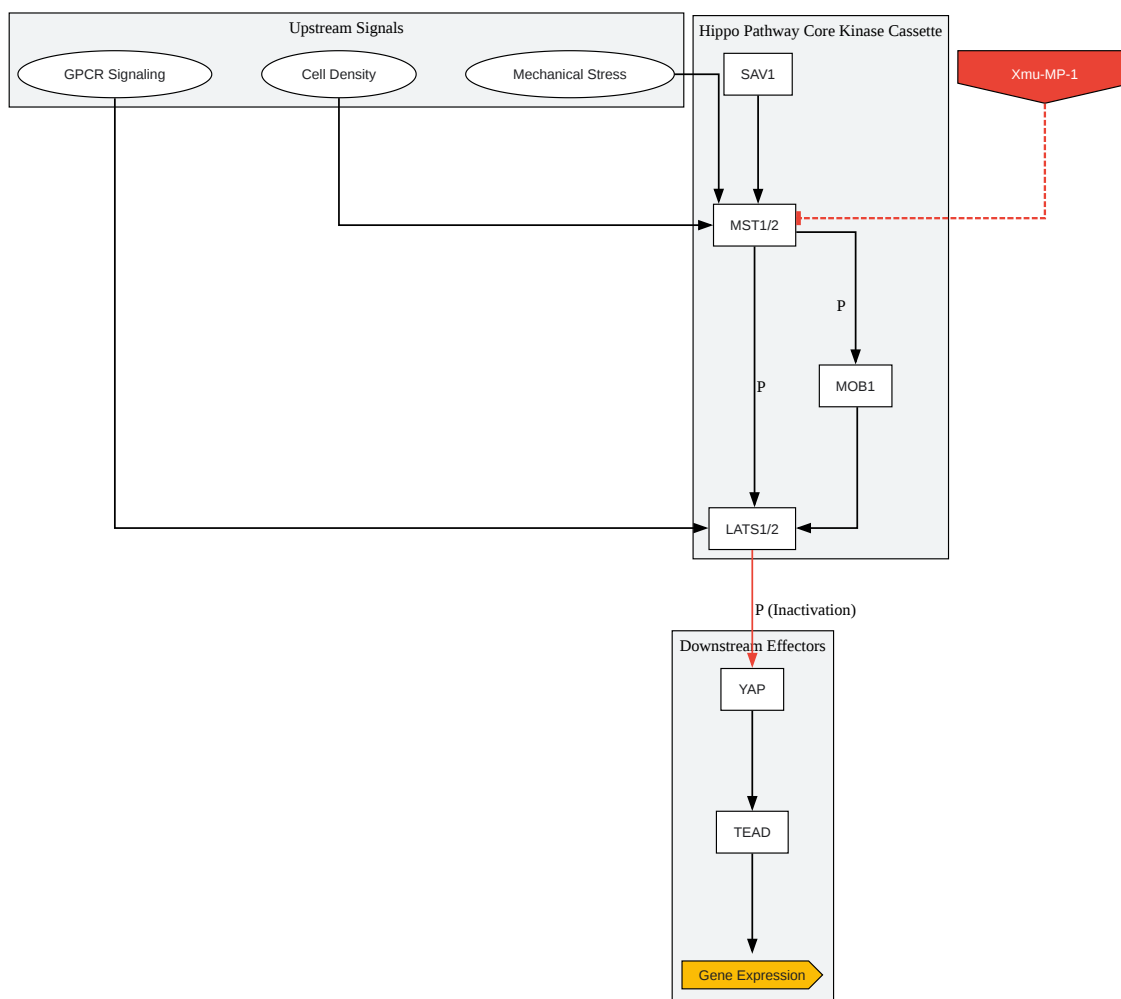 Upstream Signals
Hippo Pathway Core Kinase Cassette
GPCR Signaling
Cell Density
Mechanical Stress
SAV1
Xmu-MP-1
MST1/2
P
P
MOB1
LATS1/2
P (Inactivation)
Downstream Effectors
YAP
TEAD
Gene Expression